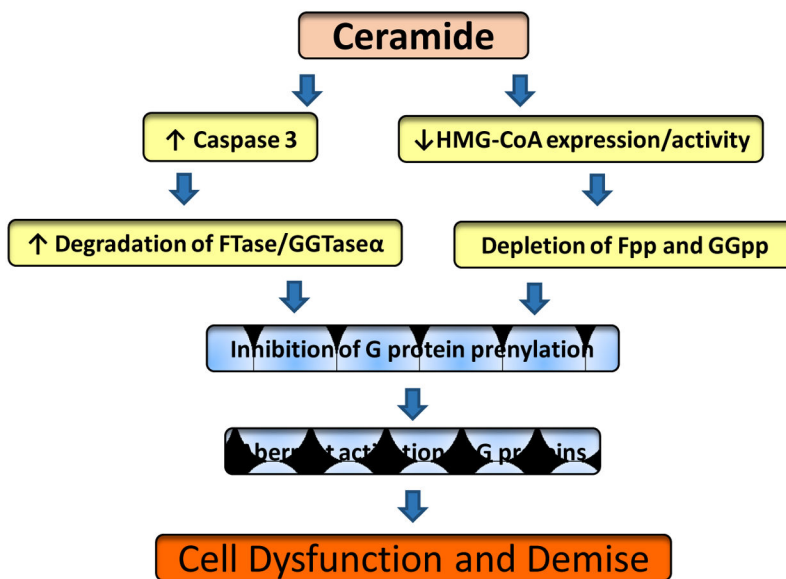 Ceramide
↑ Caspase 3
↓HMG-CoA expression/activity
↑ Degradation of FTase/GGTaseα
Depletion of Fpp and GGpp
Inhibition of G protein prenylation
G proteins
Cell Dysfunction and Demise